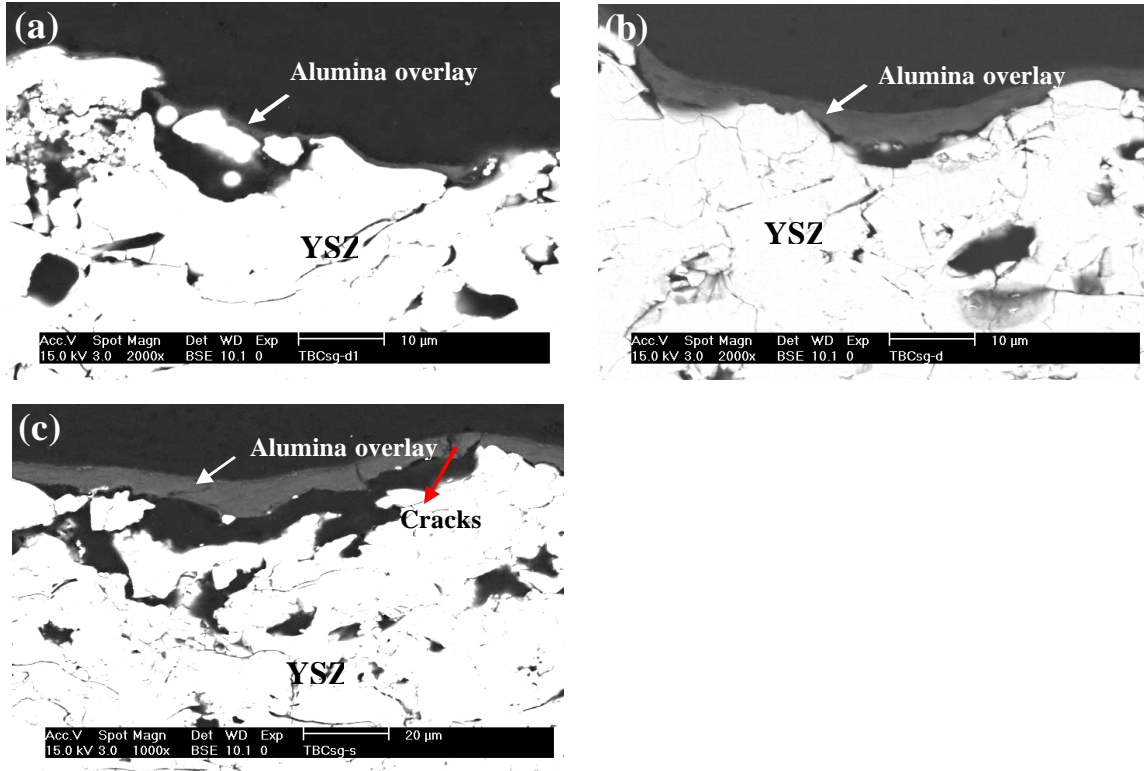 (a)
Alumina overlay
YSZ
Acc.V Spot Magn Det WD Exp 10 µm
15.0 kV 3.0 2000x BSE 10.1 0 TBCsg-d1
(b)
Alumina overlay
YSZ
Acc.V Spot Magn Det WD Exp 10 µm
15.0 kV 3.0 2000x BSE 10.1 0 TBCsg-d
(c)
Alumina overlay
Cracks
YSZ
Acc.V Spot Magn Det WD Exp 20 µm
15.0 kV 3.0 1000x BSE 10.1 0 TBCsg-s